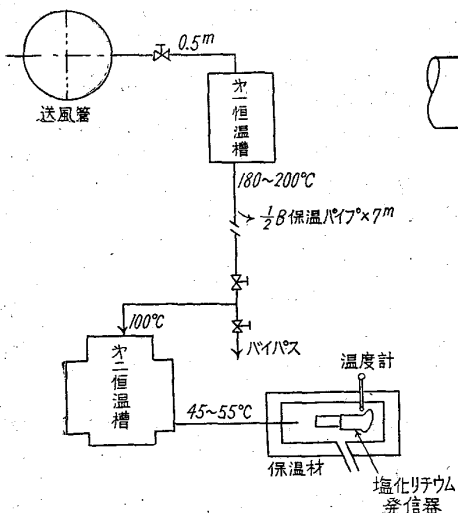 0.5m
送風管
第一恒温槽
180~200℃
1/2B保温パイプ×7m
100℃
バイパス
第二恒温槽
45~55℃
温度計
保温材
塩化リチウム
発信器